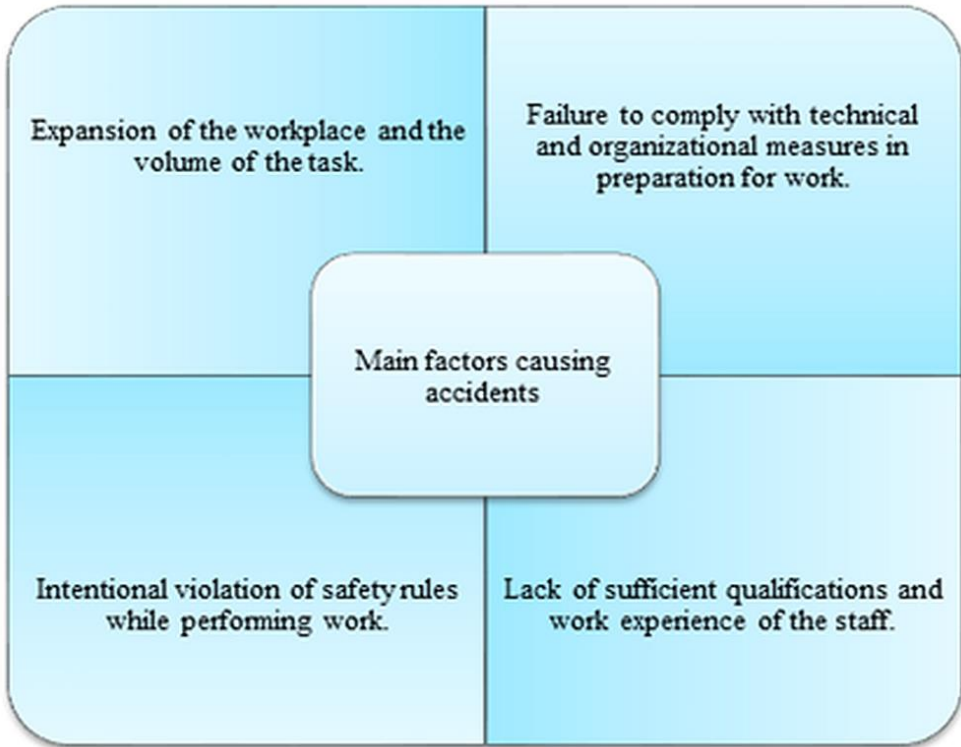 Expansion of the workplace and the
volume of the task.
Failure to comply with technical
and organizational measures in
preparation for work.
Main factors causing
accidents
Intentional violation of safety rules
while performing work.
Lack of sufficient qualifications and
work experience of the staff.